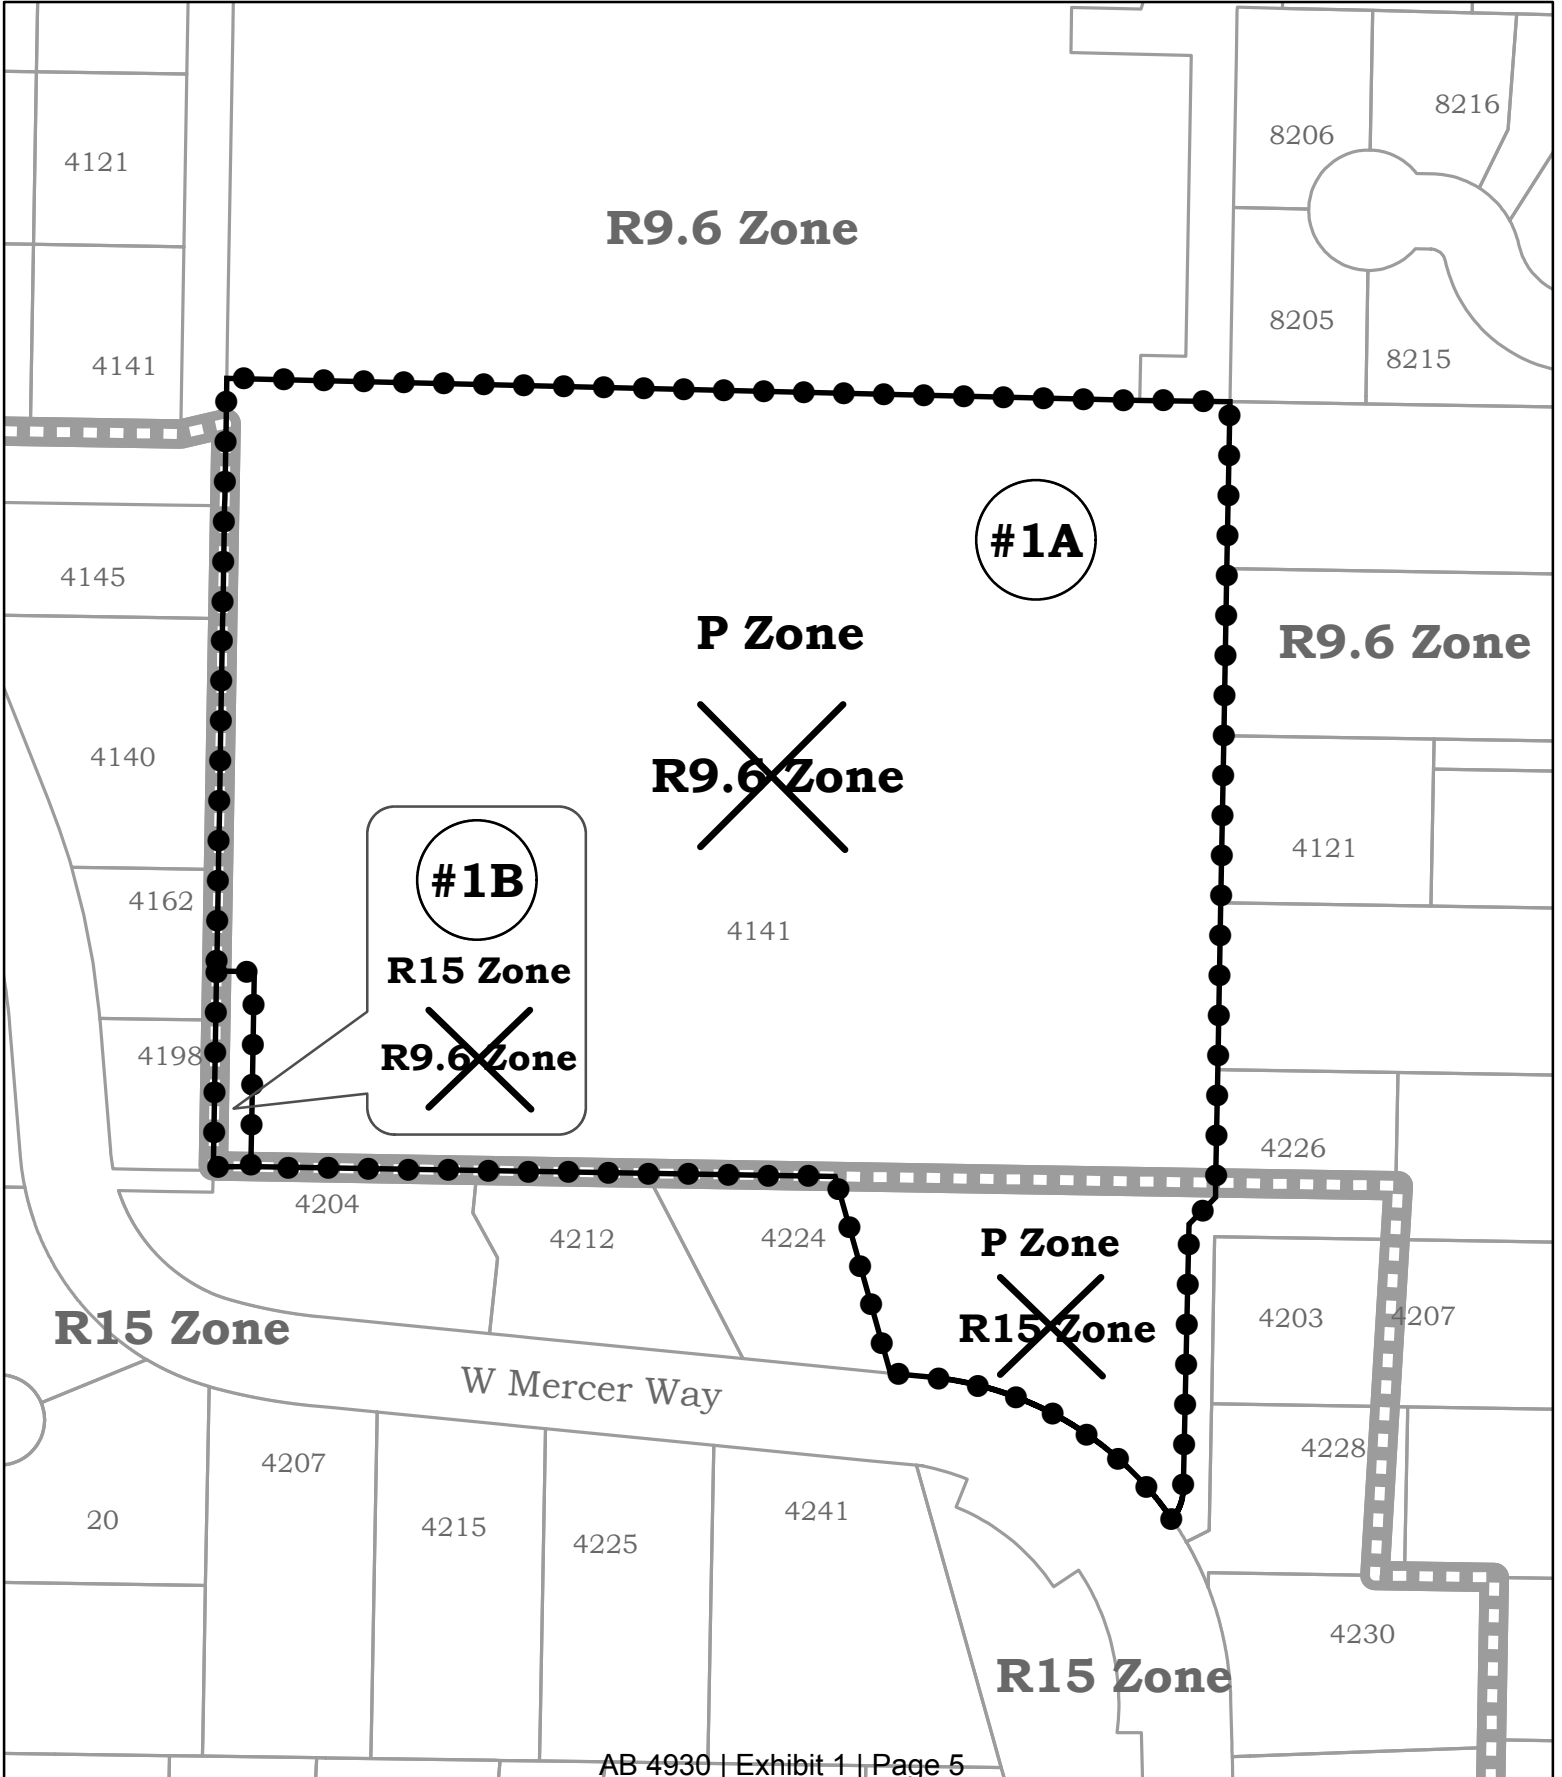 8216
8206
4121
R9.6 Zone
8205
8215
4141
#1A
4145
P Zone
R9.6 Zone
4140
R9.6 Zone
4121
#1B
4162
4141
R15 Zone
4198
R9.6 Zone
4226
4204
4212
4224
P Zone
R15 Zone
4203
4207
R15 Zone
W Mercer Way
4228
4207
20
4215
4225
4241
4230
R15 Zone
AB 4930 | Exhibit 1 | Page 5